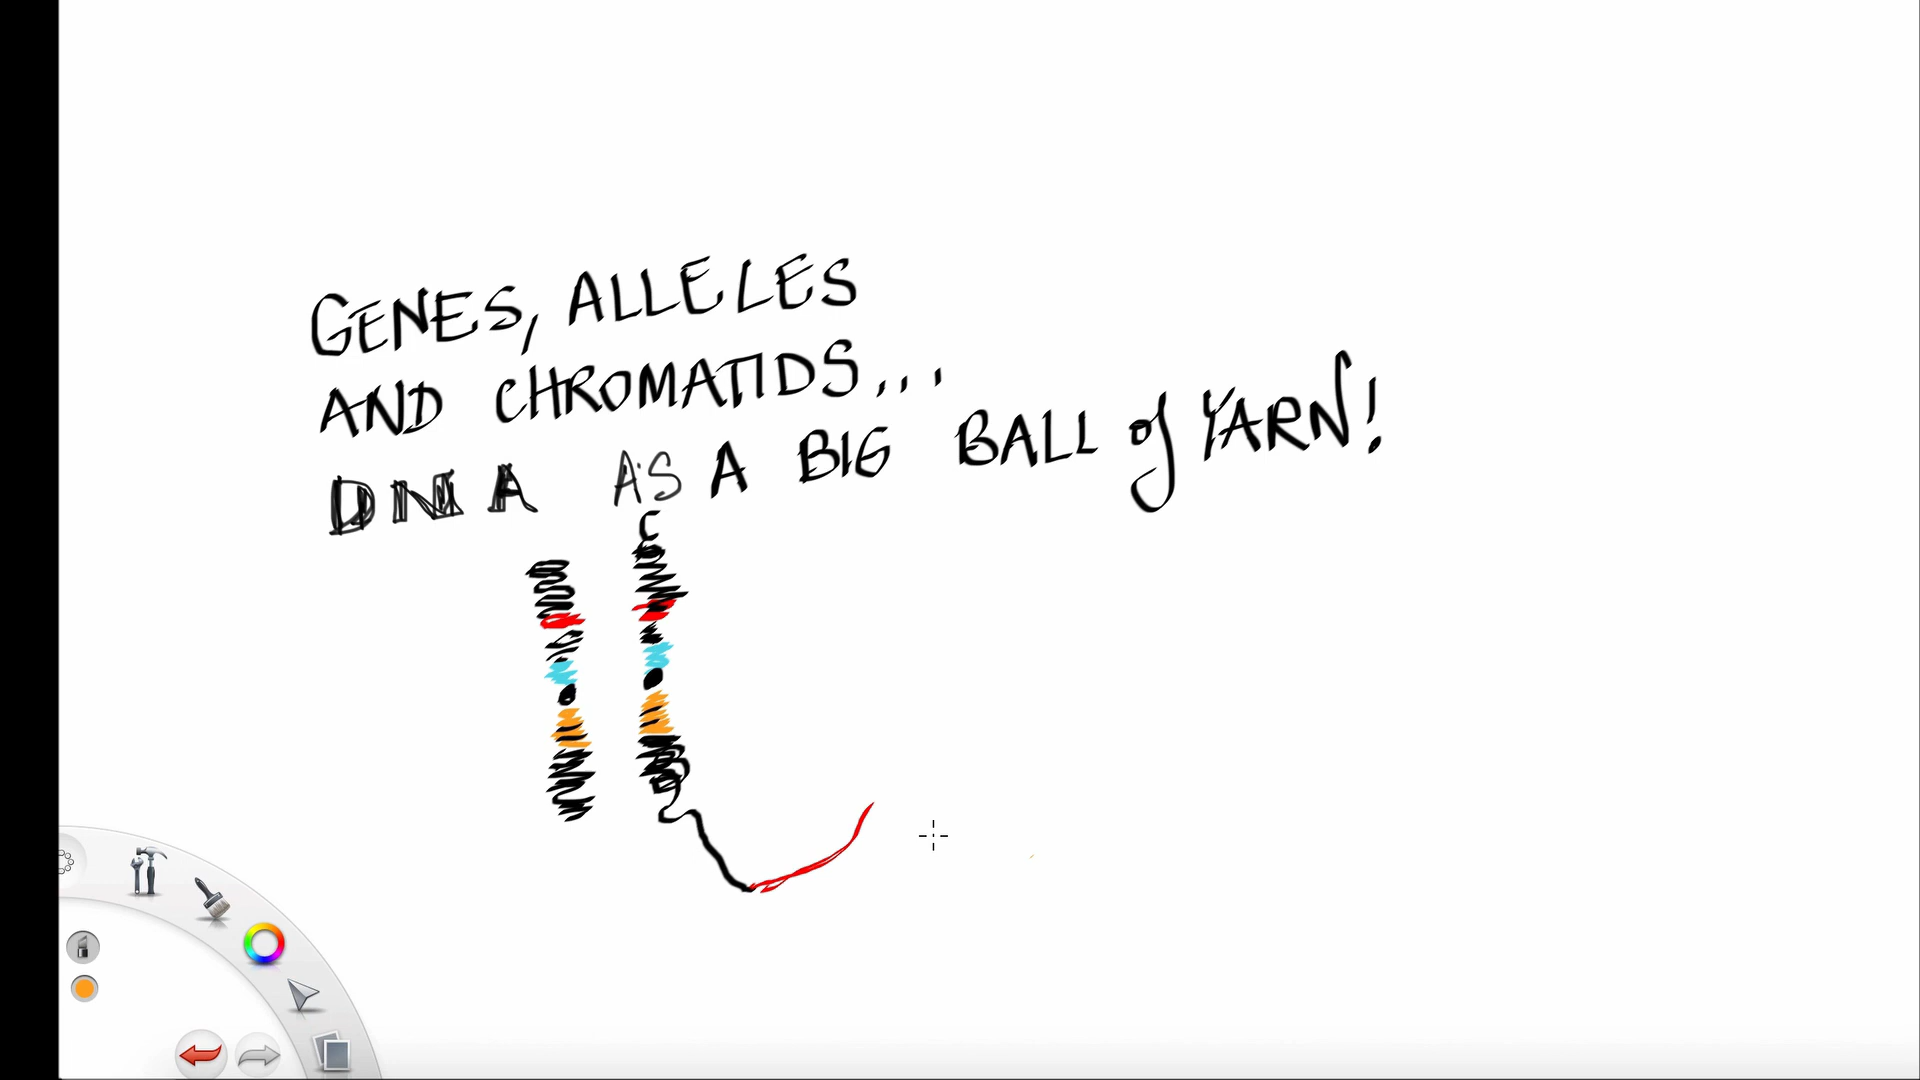 GENES, ALLELES
AND CHROMATIDS...
DNA AS A BIG BALL of YARN!